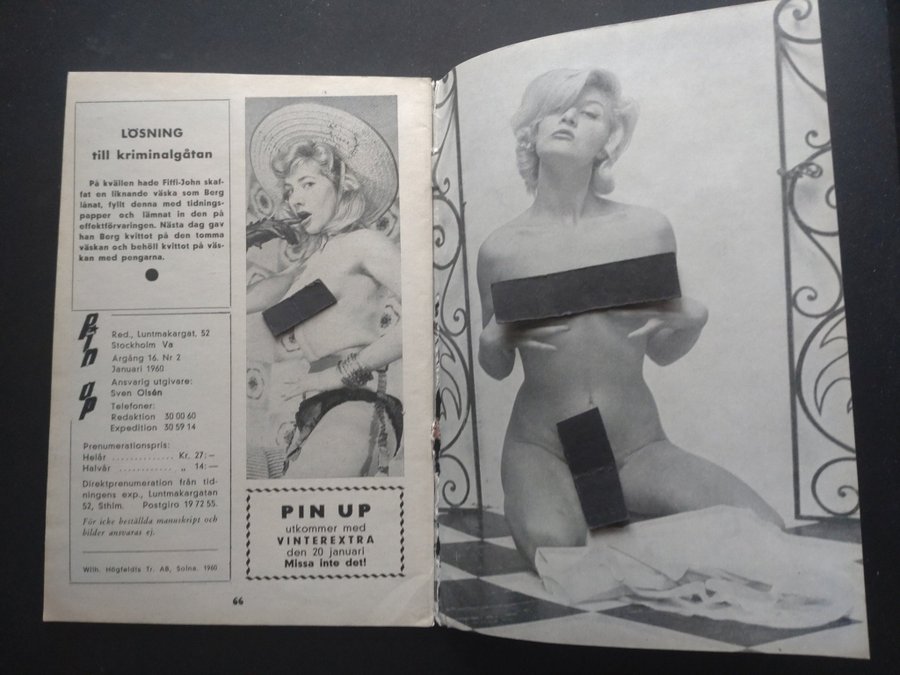 LÖSNING
till kriminalgåtan
På kvällen hade Fiffi-John skaf-
fat en liknande väska som Berg
lånat, fyllt denna med tidnings-
papper och lämnat in den på
effektförvaringen. Nästa dag gav
han Berg kvittot på den tomma
väskan och behöll kvittot på väs-
kan med pengarna.
Pin
up
Red., Luntmakargat. 52
Stockholm Va
Årgång 16. Nr 2
Januari 1960
Ansvarig utgivare:
Sven Olsén
Telefoner:
Redaktion 30 00 60
Expedition 30 59 14
Prenumerationspris:
Helår .............. Kr. 27:—
Halvår ............ „ 14:—
Direktprenumeration från tid-
ningens exp., Luntmakargatan
52, Sthlm. Postgiro 19 72 55.
För icke beställda manuskript och
bilder ansvaras ej.
Wilh. Högfeldts Tr. AB, Solna. 1960
PIN UP
utkommer med
VINTEREXTRA
den 20 januari
Missa inte det!
66